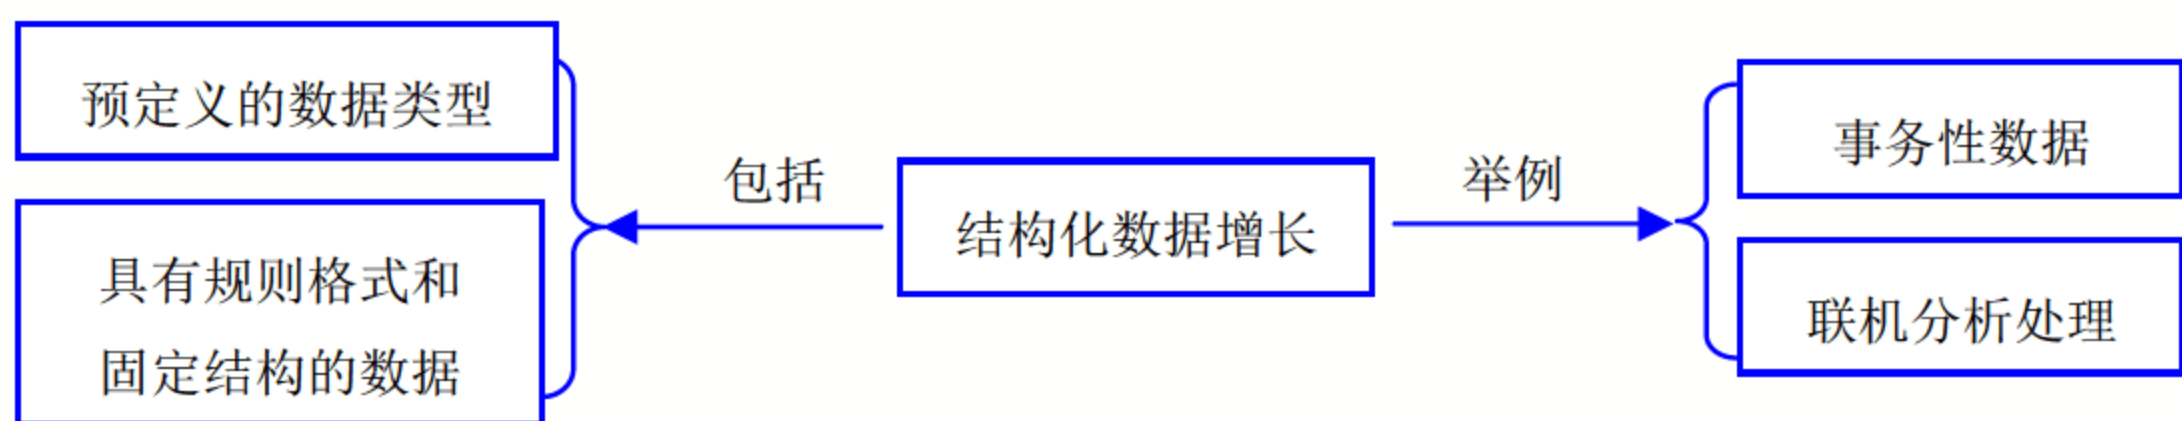 预定义的数据类型
具有规则格式和
固定结构的数据
包括
结构化数据增长
举例
事务性数据
联机分析处理